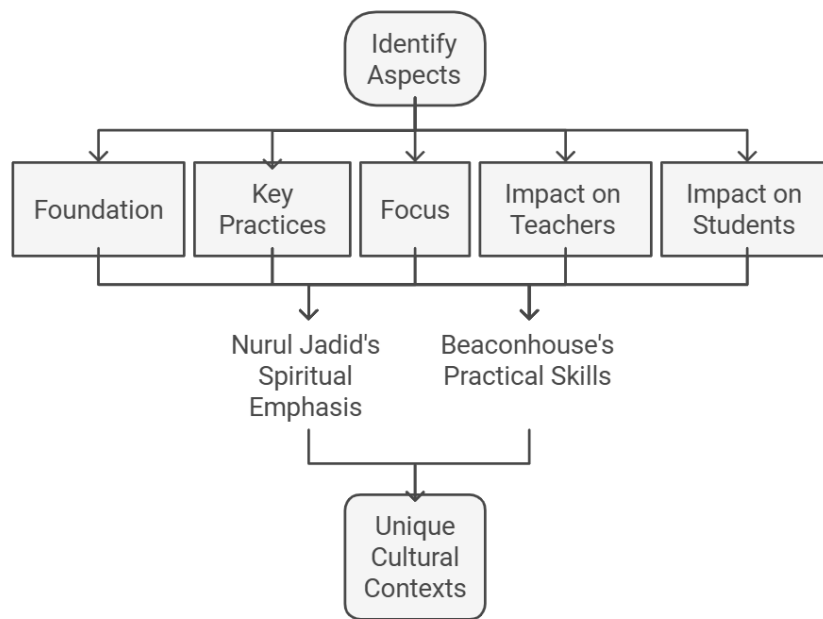 Identify
Aspects
Foundation
Key
Practices
Focus
Impact on
Teachers
Impact on
Students
Nurul Jadid's
Spiritual
Emphasis
Beaconhouse's
Practical Skills
Unique
Cultural
Contexts